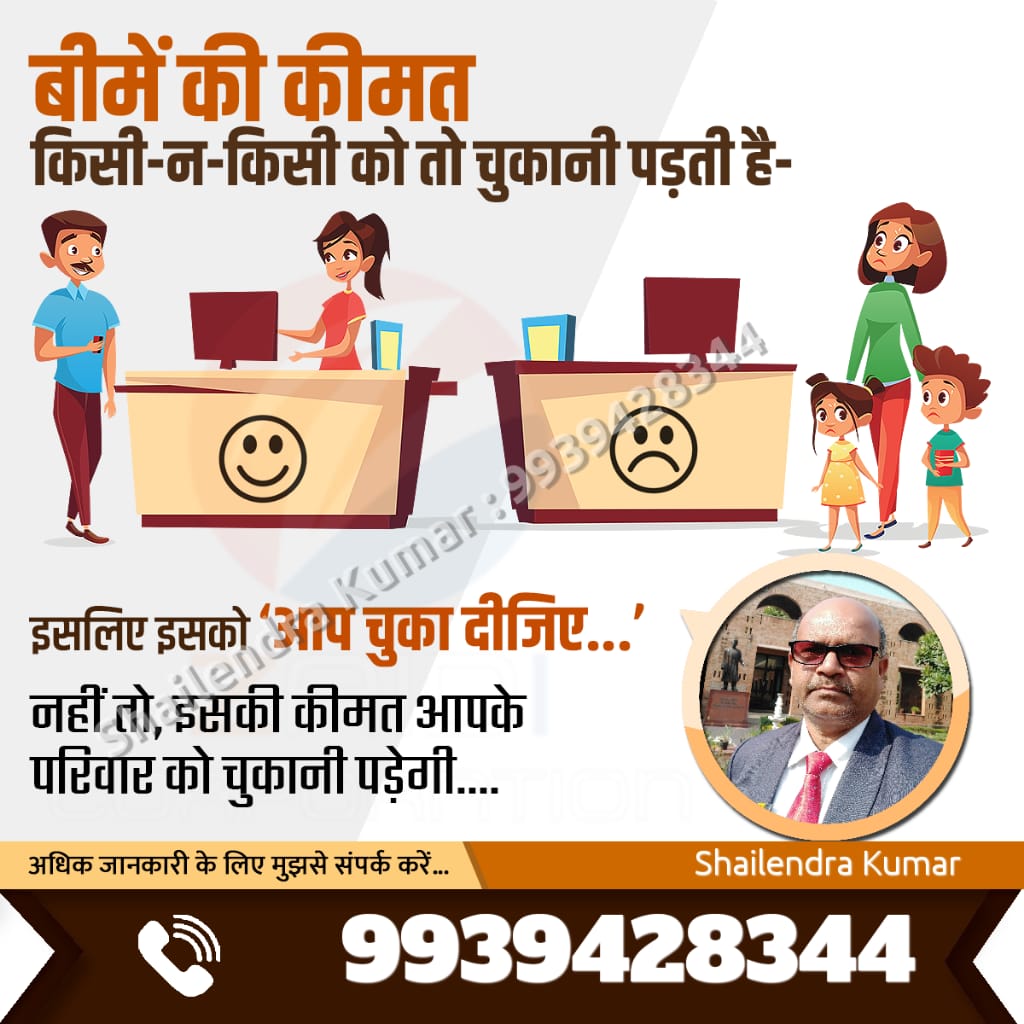 बीमें की कीमत
किसी-न-किसी को तो चुकानी पड़ती है-
Shailendra Kumar : 9939428344
इसलिए इसको ‘आप चुका दीजिए...’
नहीं तो, इसकी कीमत आपके
परिवार को चुकानी पड़ेगी....
अधिक जानकारी के लिए मुझसे संपर्क करें...
Shailendra Kumar
9939428344